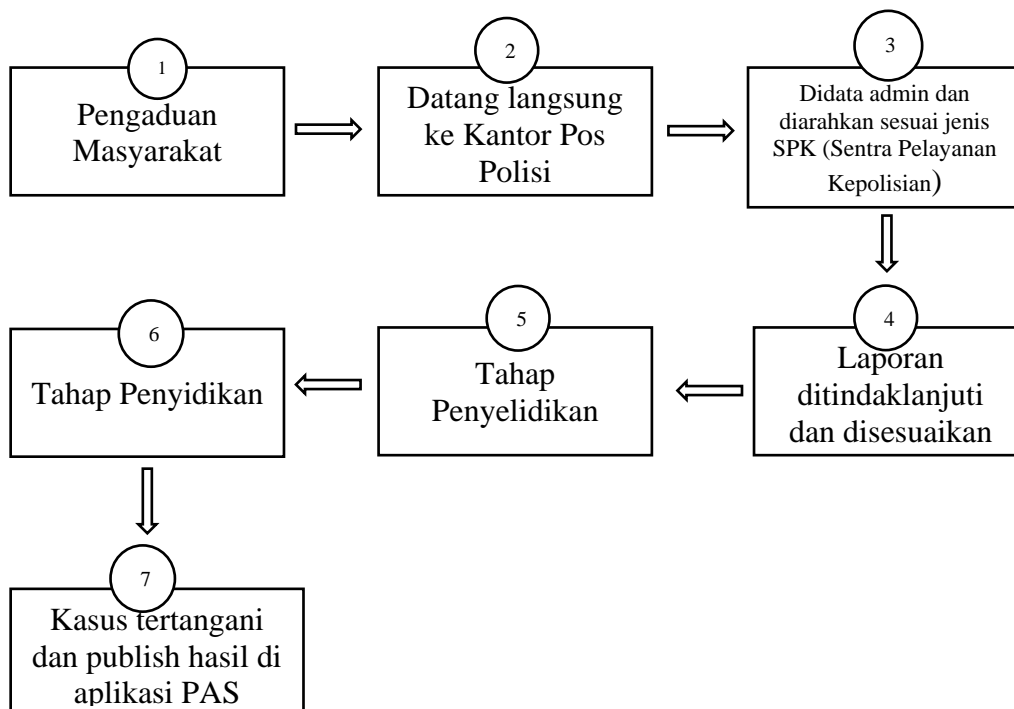 1
Pengaduan
Masyarakat
2
Datang langsung
ke Kantor Pos
Polisi
3
Didata admin dan
diarahkan sesuai jenis
SPK (Sentra Pelayanan
Kepolisian)
4
Laporan
ditindaklanjuti
dan disesuaikan
5
Tahap
Penyelidikan
6
Tahap Penyidikan
7
Kasus tertangani
dan publish hasil di
aplikasi PAS